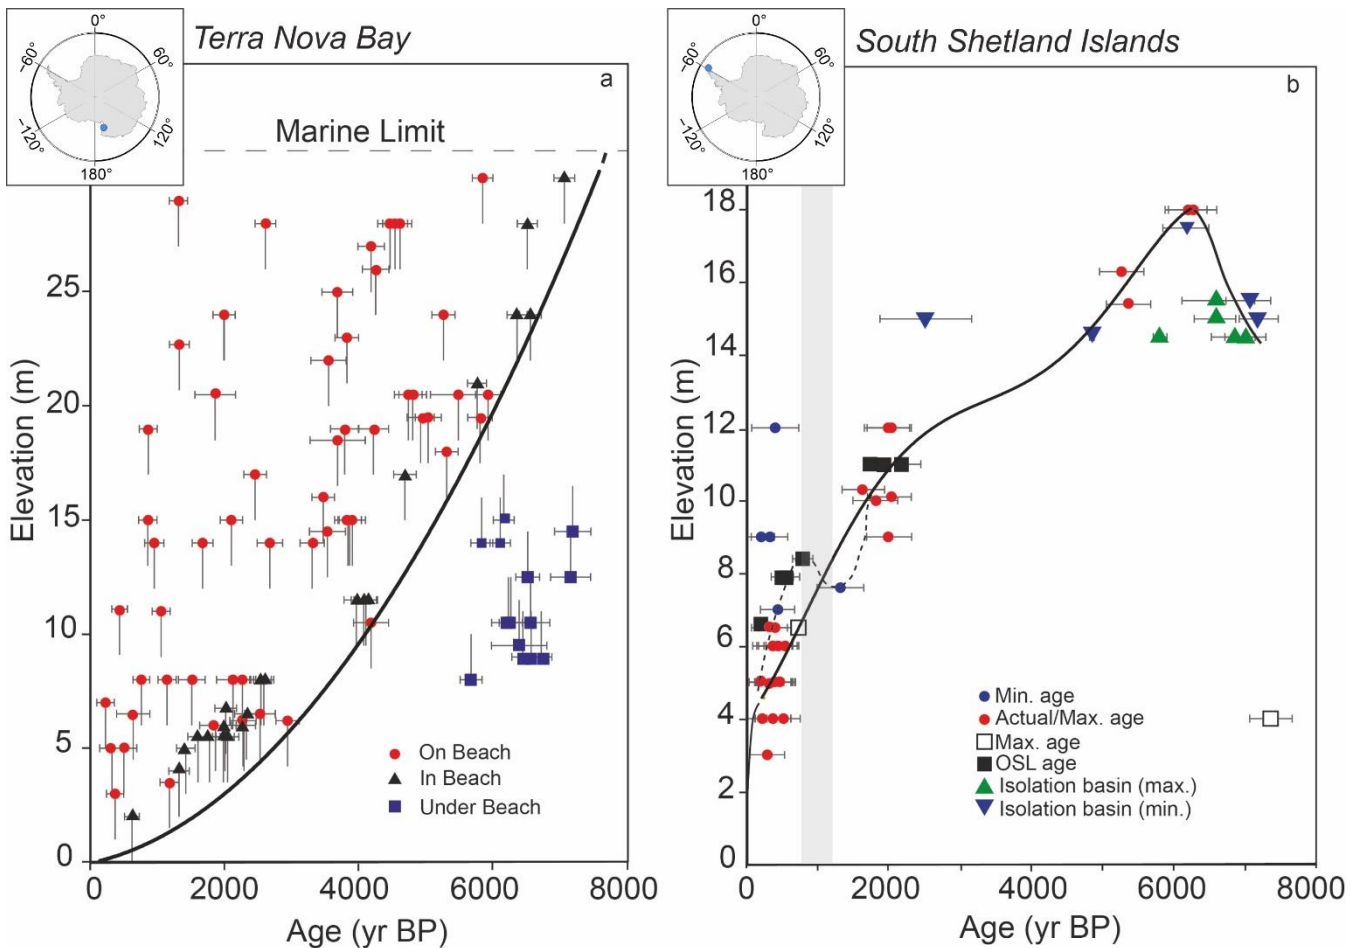 Terra Nova Bay
0°
60°
120°
180°
−120°
−60°
a
Marine Limit
Elevation (m)
25
20
15
10
5
0
On Beach
In Beach
Under Beach
0
2000
4000
6000
8000
Age (yr BP)
South Shetland Islands
0°
60°
120°
180°
−120°
−60°
b
Elevation (m)
18
16
14
12
10
8
6
4
2
0
Min. age
Actual/Max. age
Max. age
OSL age
Isolation basin (max.)
Isolation basin (min.)
0
2000
4000
6000
8000
Age (yr BP)